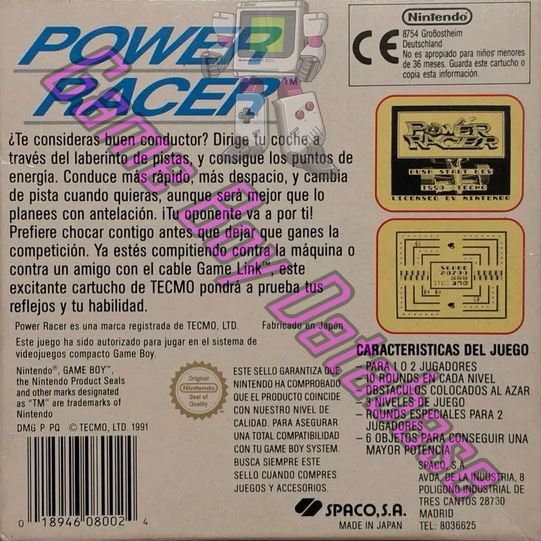 POWER
RACER™
Nintendo
CE
8754 Großostheim
Deutschland
No es apropiado para niños menores
de 36 meses. Guarda este cartucho o
copia esta información.
¿Te consideras buen conductor? Dirige tu coche a
través del laberinto de pistas, y consigue los puntos de
energía. Conduce más rápido, más despacio, y cambia
de pista cuando quieras, aunque será mejor que lo
planees con antelación. ¡Tu oponente va a por ti!
Prefiere chocar contigo antes de dejar que ganes la
competición. Ya estés compitiendo contra la máquina o
contra un amigo con el cable Game Link™ este
excitante cartucho de TECMO pondrá a prueba tus
reflejos y tu habilidad.
POWER
RACER
PUSH START KEY
1990 TECMO
LICENSED BY NINTENDO
SCORE
Power Racer es una marca registrada de TECMO, LTD.
Fabricado en Japon
Este juego ha sido autorizado para jugar en el sistema de
videojuegos compacto Game Boy.
Nintendo®, GAME BOY™,
the Nintendo Product Seals
and other marks designated
as "TM" are trademarks of
Nintendo
DMG P PQ © TECMO, LTD. 1991
Original
Nintendo
Seal of Quality
ESTE SELLO GARANTIZA QUE
NINTENDO HA COMPROBADO
QUE EL PRODUCTO COINCIDE
CON NUESTRO NIVEL DE
CALIDAD. PARA ASEGURAR
UNA TOTAL COMPATIBILIDAD
CON TU GAME BOY SYSTEM.
BUSCA SIEMPRE ESTE
SELLO CUANDO COMPRES
JUEGOS Y ACCESORIOS.
CARACTERISTICAS DEL JUEGO
– PARA 1 O 2 JUGADORES
– 10 ROUNDS EN CADA NIVEL
– OBSTACULOS COLOCADOS AL AZAR
– 3 NIVELES DE JUEGO
– ROUNDS ESPECIALES PARA 2
JUGADORES
– 6 OBJETOS PARA CONSEGUIR UNA
MAYOR POTENCIA
SPACO, S.A.
AVDA. DE LA INDUSTRIA, 8
POLIGONO INDUSTRIAL DE
TRES CANTOS 28760
MADRID
TEL: 8036625
SPACO, S.A.
MADE IN JAPAN
0 18946 08002 4
Game Boy Database